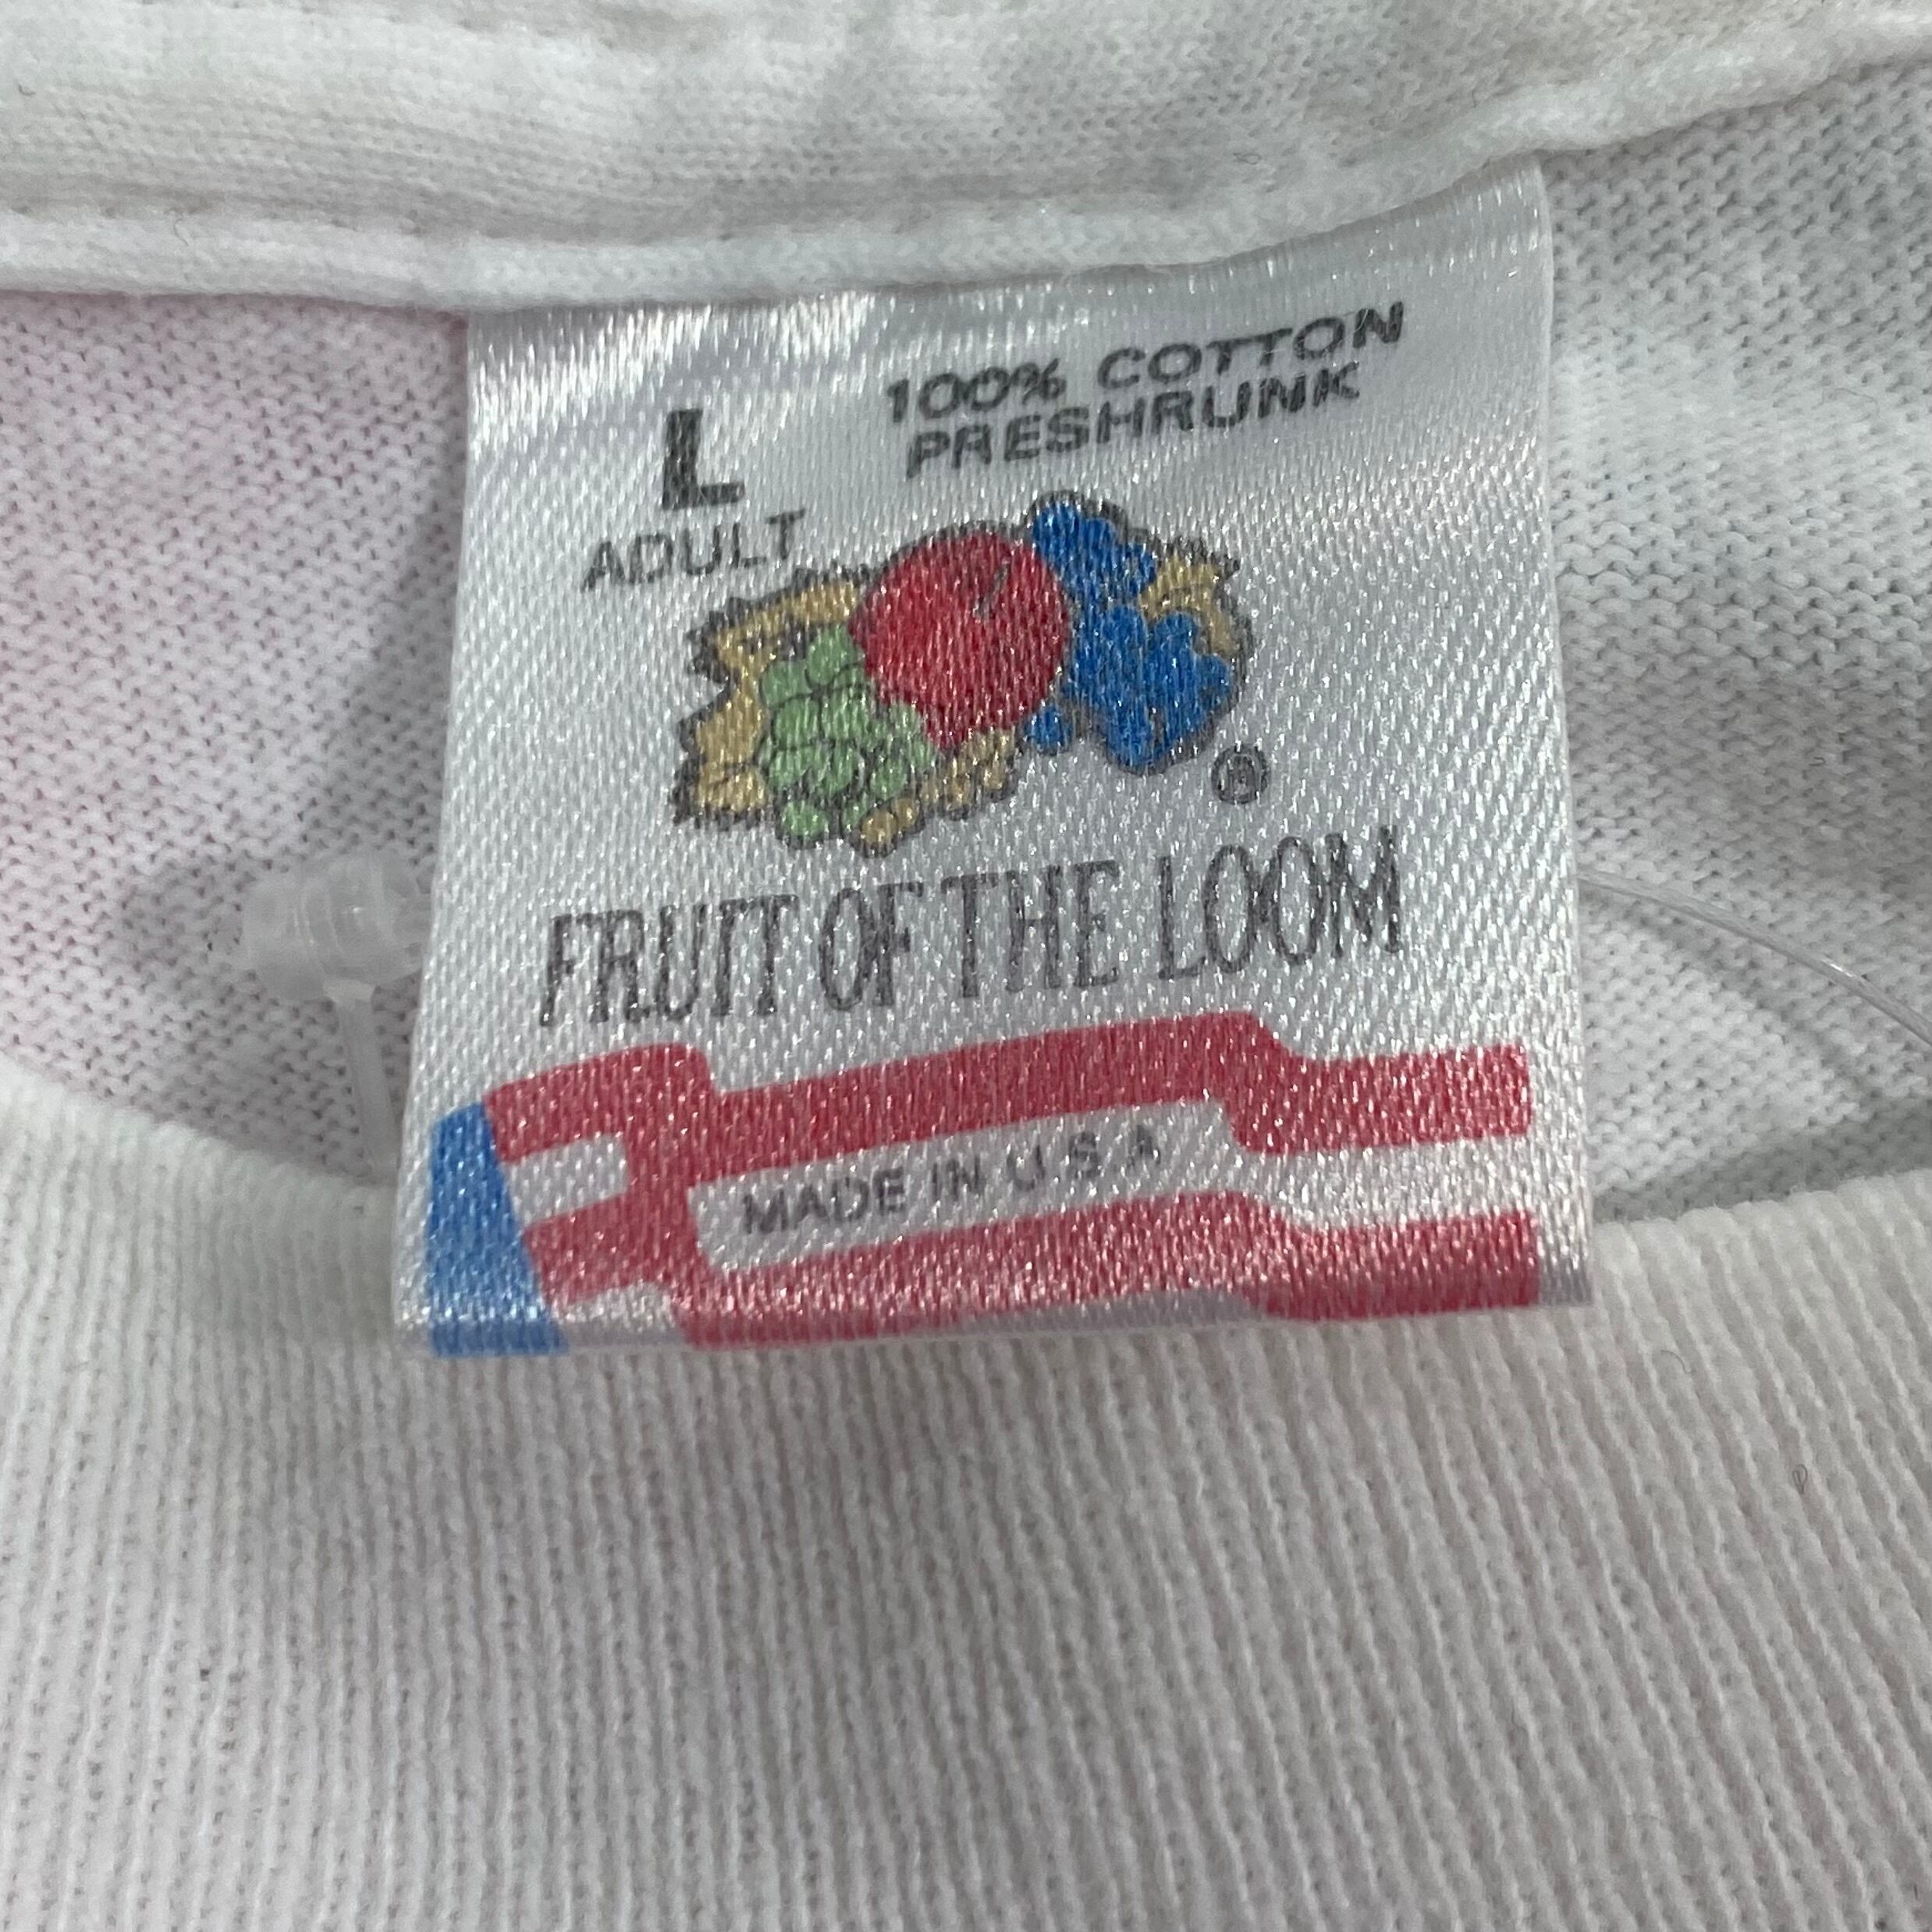 100% COTTON
PRESHRUNK
L
ADULT
®
FRUIT OF THE LOOM
MADE IN U.S.A